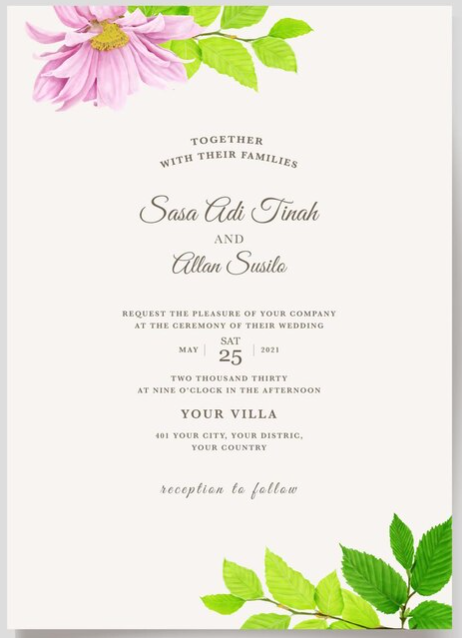 TOGETHER
WITH THEIR FAMILIES
Sasa Adi Tinah
AND
Allan Susilo
REQUEST THE PLEASURE OF YOUR COMPANY
AT THE CEREMONY OF THEIR WEDDING
MAY | SAT 25 | 2021
TWO THOUSAND THIRTY
AT NINE O'CLOCK IN THE AFTERNOON
YOUR VILLA
401 YOUR CITY, YOUR DISTRIC,
YOUR COUNTRY
reception to follow